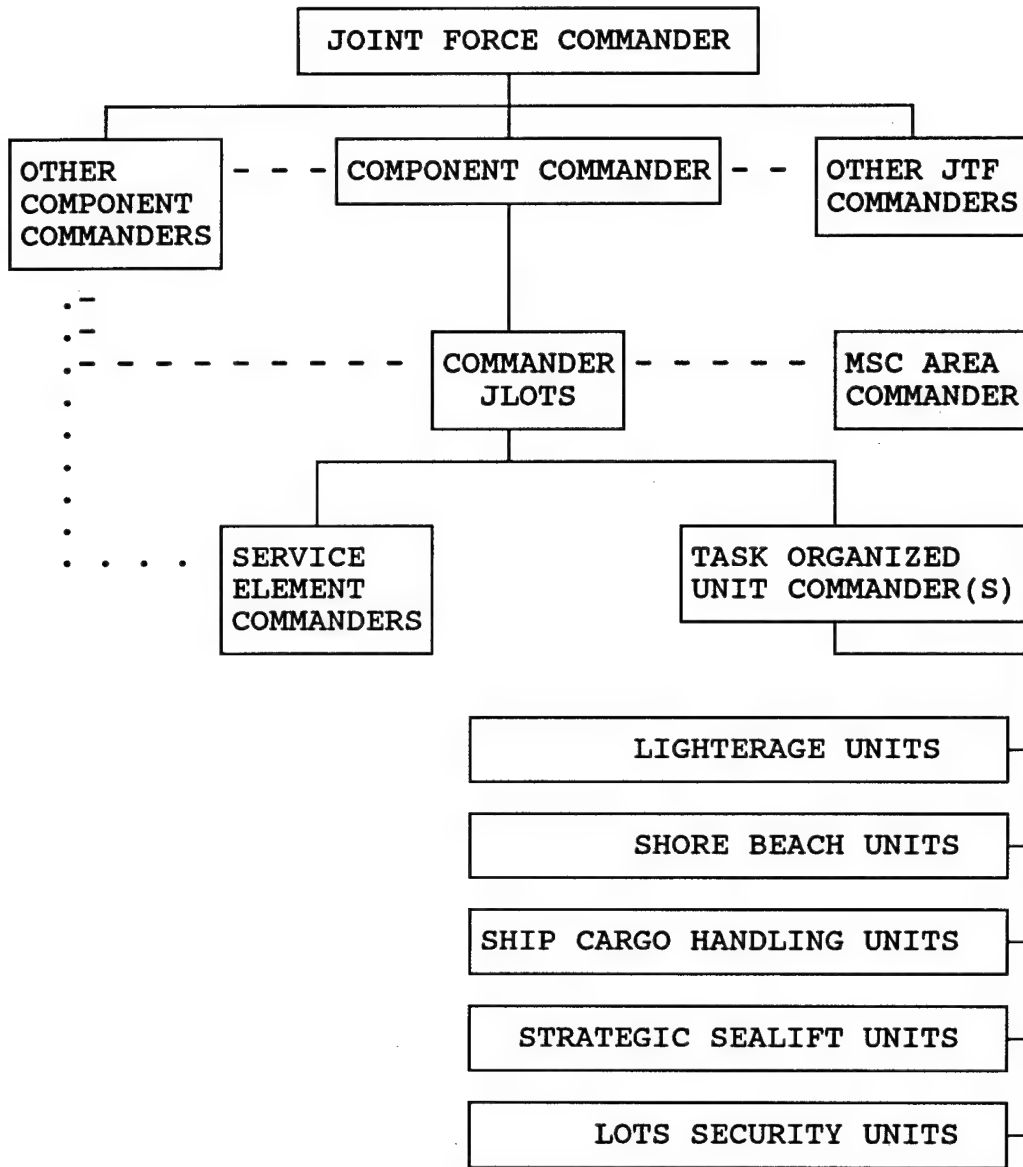 JOINT FORCE COMMANDER
OTHER
COMPONENT
COMMANDERS
COMPONENT COMMANDER
OTHER JTF
COMMANDERS
COMMANDER
JLOTS
MSC AREA
COMMANDER
SERVICE
ELEMENT
COMMANDERS
TASK ORGANIZED
UNIT COMMANDER(S)
LIGHTERAGE UNITS
SHORE BEACH UNITS
SHIP CARGO HANDLING UNITS
STRATEGIC SEALIFT UNITS
LOTS SECURITY UNITS